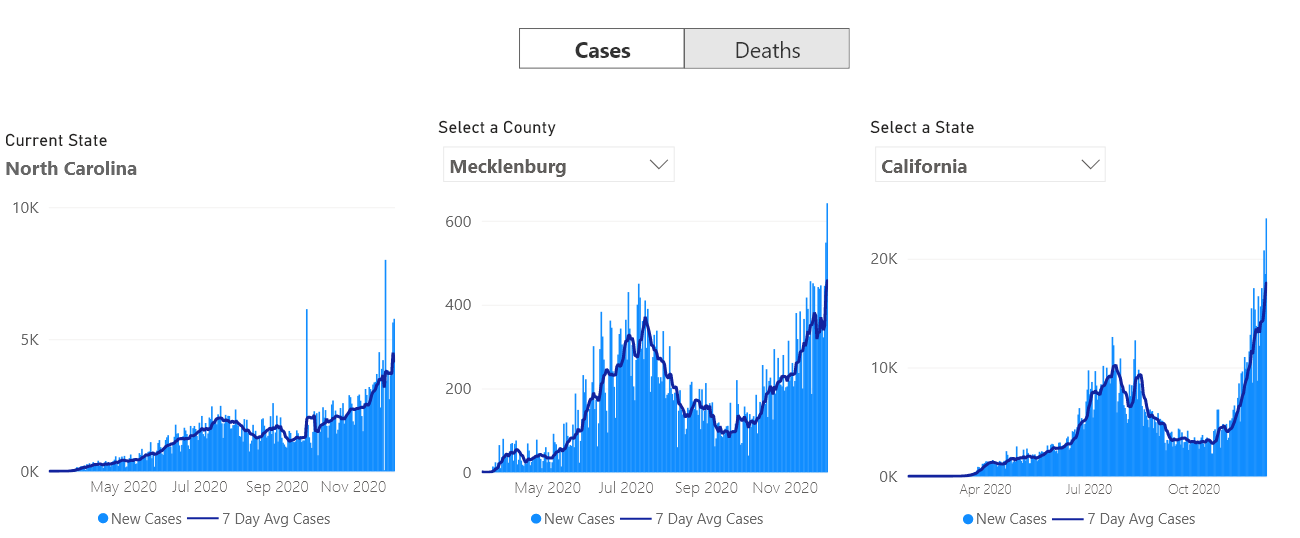 Cases Deaths
Current State
North Carolina
10K
5K
0K
May 2020 Jul 2020 Sep 2020 Nov 2020
New Cases 7 Day Avg Cases
Select a County
Mecklenburg
600
400
200
0
May 2020 Jul 2020 Sep 2020 Nov 2020
New Cases 7 Day Avg Cases
Select a State
California
20K
10K
0K
Apr 2020 Jul 2020 Oct 2020
New Cases 7 Day Avg Cases